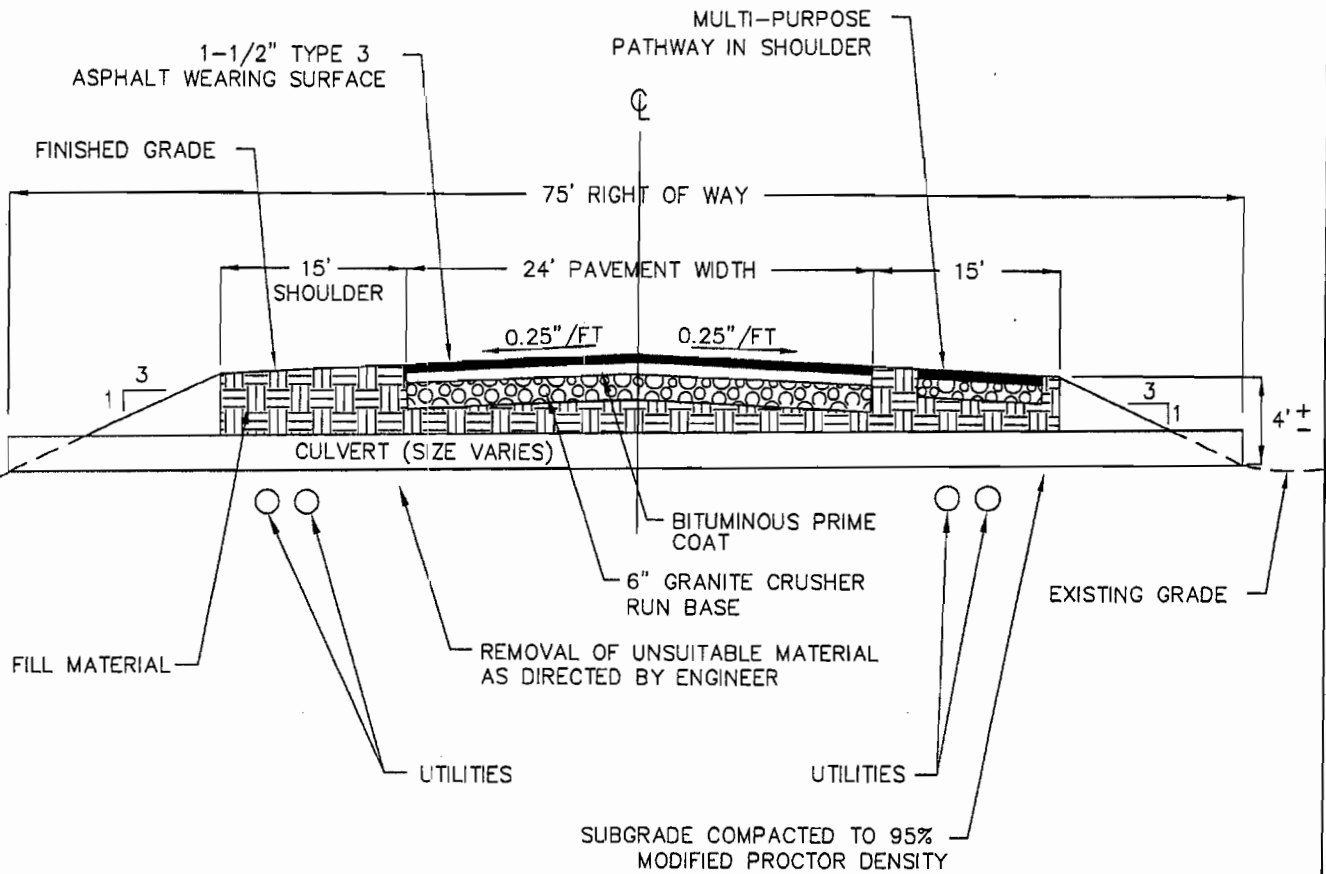 MULTI-PURPOSE
PATHWAY IN SHOULDER
1-1/2" TYPE 3
ASPHALT WEARING SURFACE
℄
FINISHED GRADE
75' RIGHT OF WAY
15'
SHOULDER
24' PAVEMENT WIDTH
15'
0.25"/FT
0.25"/FT
3
1
3
1
4' ±
CULVERT (SIZE VARIES)
BITUMINOUS PRIME
COAT
6" GRANITE CRUSHER
RUN BASE
EXISTING GRADE
FILL MATERIAL
REMOVAL OF UNSUITABLE MATERIAL
AS DIRECTED BY ENGINEER
UTILITIES
UTILITIES
SUBGRADE COMPACTED TO 95%
MODIFIED PROCTOR DENSITY